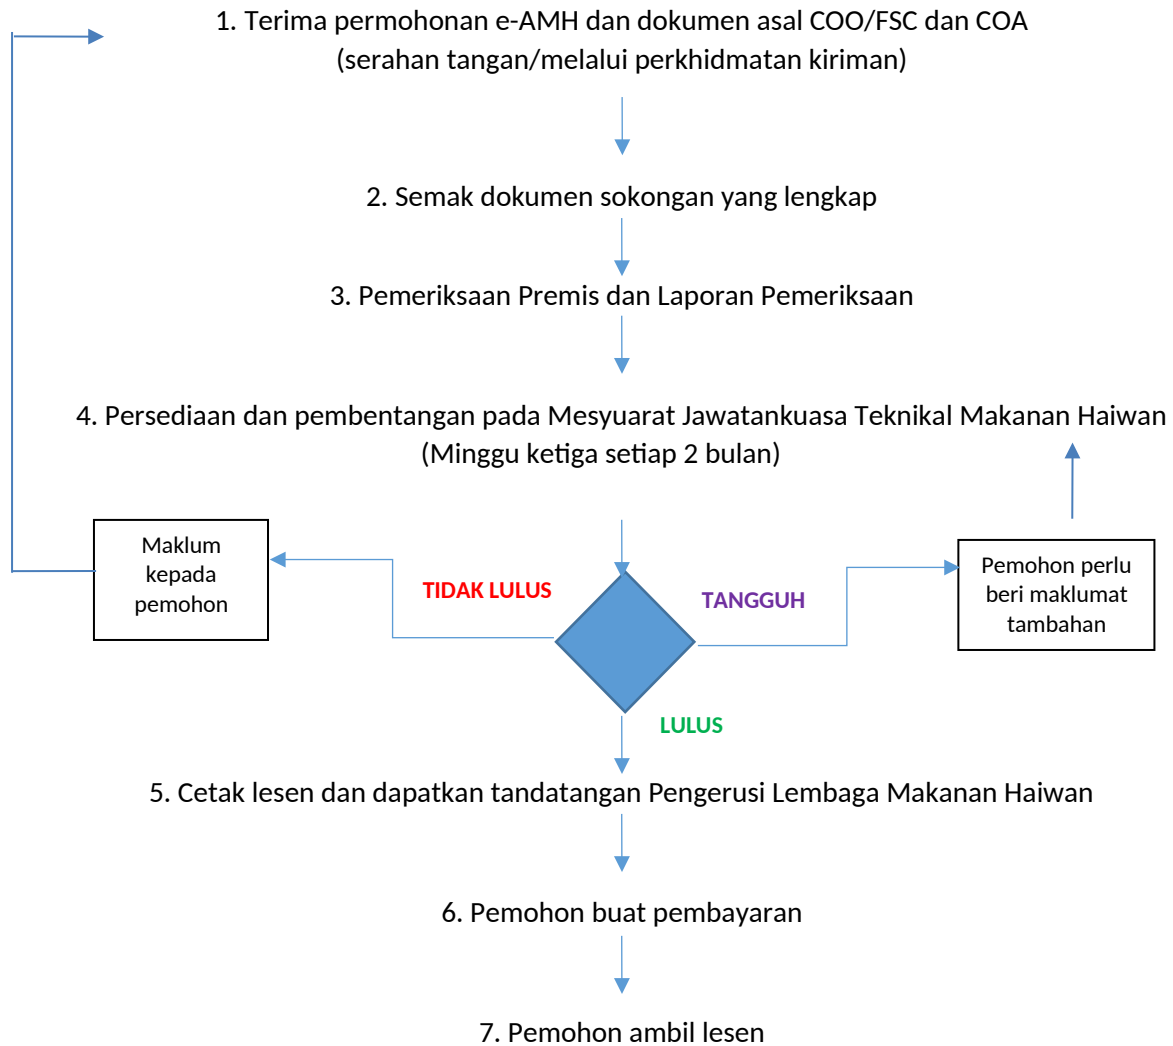 1. Terima permohonan e-AMH dan dokumen asal COO/FSC dan COA
(serahan tangan/melalui perkhidmatan kiriman)
2. Semak dokumen sokongan yang lengkap
3. Pemeriksaan Premis dan Laporan Pemeriksaan
4. Persediaan dan pembentangan pada Mesyuarat Jawatankuasa Teknikal Makanan Haiwan
(Minggu ketiga setiap 2 bulan)
Maklum
kepada
pemohon
TIDAK LULUS
TANGGUH
Pemohon perlu
beri maklumat
tambahan
LULUS
5. Cetak lesen dan dapatkan tandatangan Pengerusi Lembaga Makanan Haiwan
6. Pemohon buat pembayaran
7. Pemohon ambil lesen